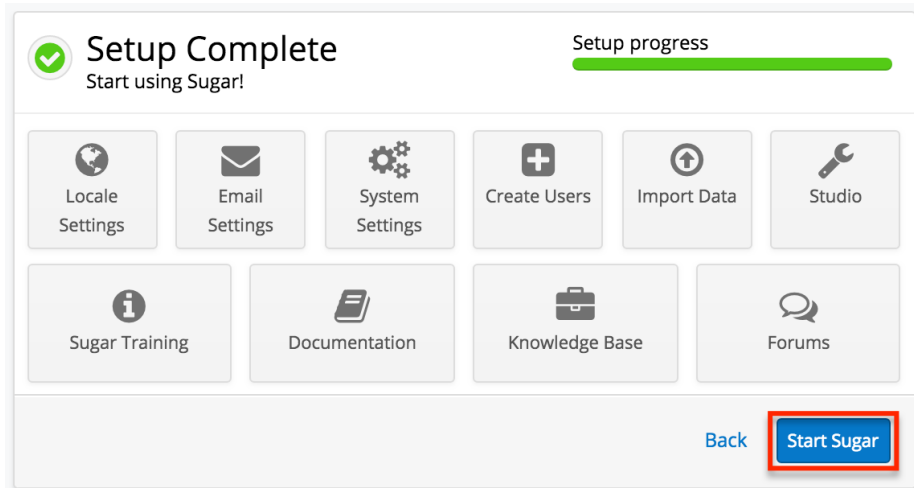 Setup Complete
Start using Sugar!
Setup progress
Locale
Settings
Email
Settings
System
Settings
Create Users
Import Data
Studio
Sugar Training
Documentation
Knowledge Base
Forums
Back
Start Sugar